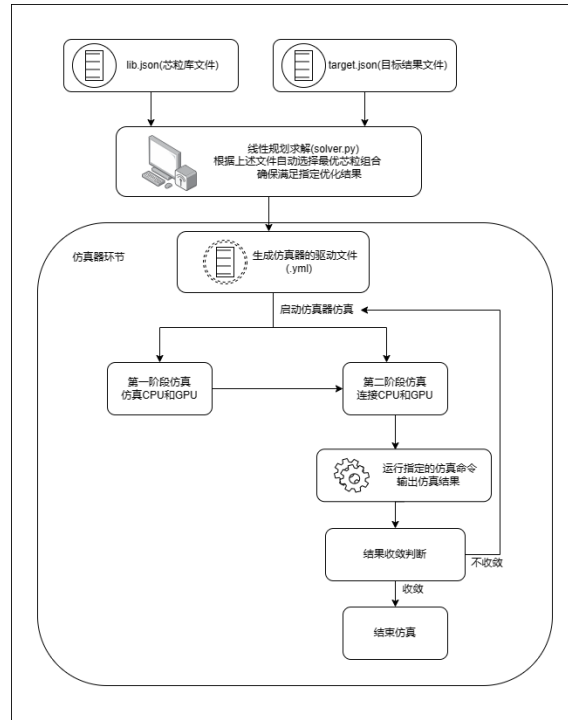 lib.json(芯粒库文件)
target.json(目标结果文件)
线性规划求解(solver.py)
根据上述文件自动选择最优芯粒组合
确保满足指定优化结果
仿真器环节
生成仿真器的驱动文件
(.yml)
启动仿真器仿真
第一阶段仿真
仿真CPU和GPU
第二阶段仿真
连接CPU和GPU
运行指定的仿真命令
输出仿真结果
结果收敛判断
不收敛
收敛
结束仿真